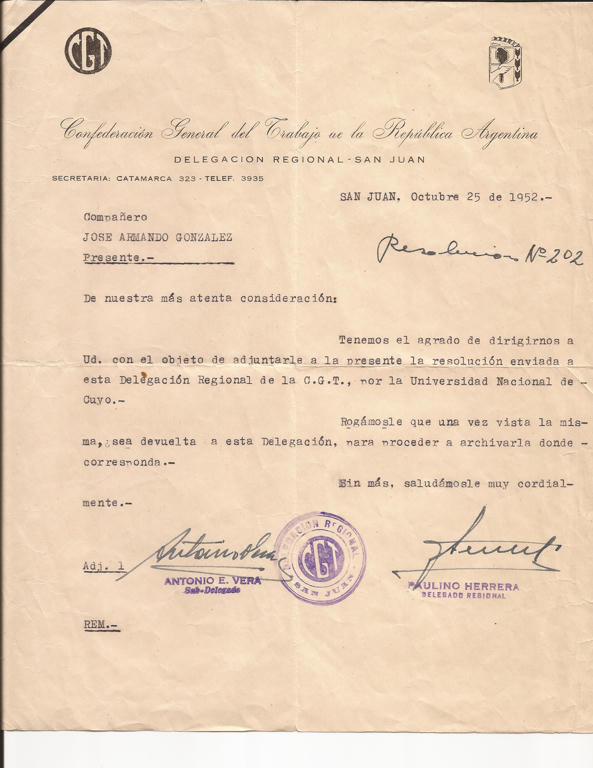 CGT
Confederación General del Trabajo de la República Argentina
DELEGACION REGIONAL - SAN JUAN
SECRETARIA: CATAMARCA 323 - TELEF. 3935
SAN JUAN, Octubre 25 de 1952.-
Compañero
JOSE ARMANDO GONZALEZ
Presente.-
Resolucion Nº 202
De nuestra más atenta consideración:
Tenemos el agrado de dirigirnos a
Ud. con el objeto de adjuntarle a la presente la resolución enviada a
esta Delegación Regional de la C.G.T., por la Universidad Nacional de -
Cuyo.-
Rogámosle que una vez vista la mis-
ma, sea devuelta a esta Delegación, para proceder a archivarla donde -
corresponda.-
Sin más, saludámosle muy cordial-
mente.-
Adj. 1
ANTONIO E. VERA
Sub-Delegado
DELEGACION REGIONAL
CGT
SAN JUAN
PAULINO HERRERA
DELEGADO REGIONAL
REM.-